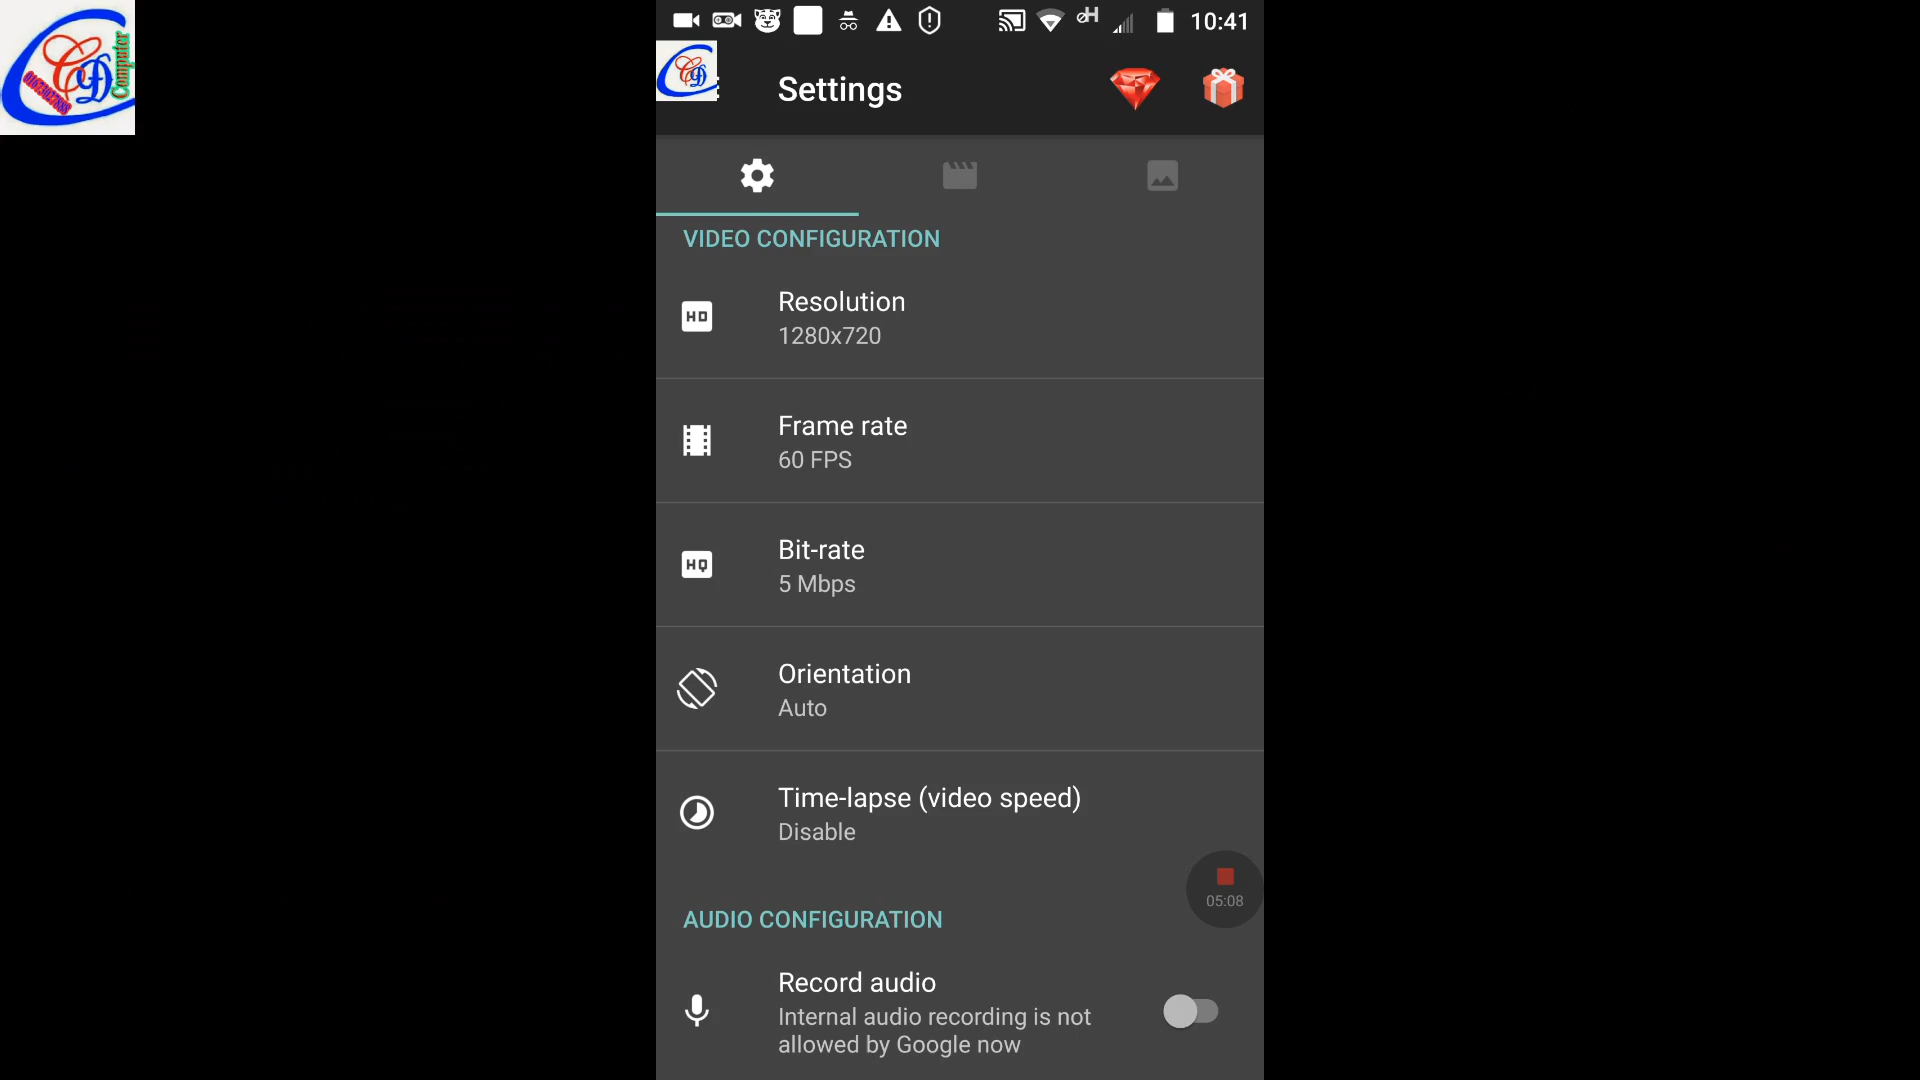 Computer
10:41
Settings
VIDEO CONFIGURATION
HD
Resolution
1280x720
Frame rate
60 FPS
HQ
Bit-rate
5 Mbps
Orientation
Auto
Time-lapse (video speed)
Disable
05:08
AUDIO CONFIGURATION
Record audio
Internal audio recording is not
allowed by Google now